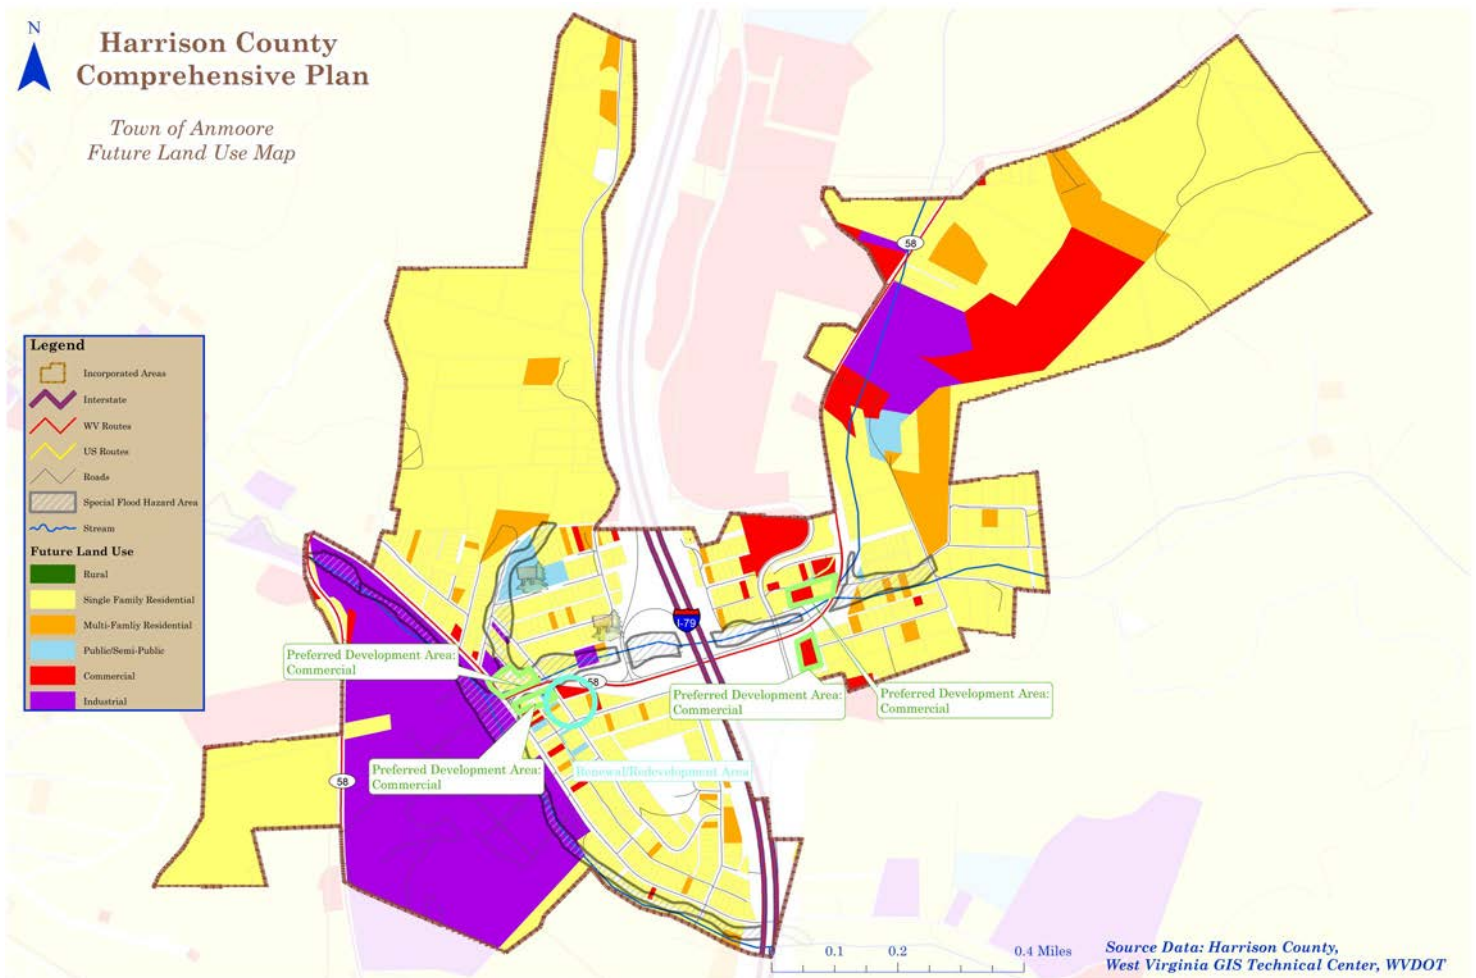 N
Harrison County
Comprehensive Plan
Town of Anmoore
Future Land Use Map
58
Legend
Incorporated Areas
Interstate
WV Routes
US Routes
Roads
Special Flood Hazard Area
Stream
Future Land Use
Rural
Single Family Residential
Multi-Famliy Residential
Public/Semi-Public
Commercial
Industrial
I-79
Preferred Development Area:
Commercial
58
Preferred Development Area:
Commercial
Preferred Development Area:
Commercial
Preferred Development Area:
Commercial
Renewal/Redevelopment Area
58
0.1 0.2 0.4 Miles
Source Data: Harrison County,
West Virginia GIS Technical Center, WVDOT